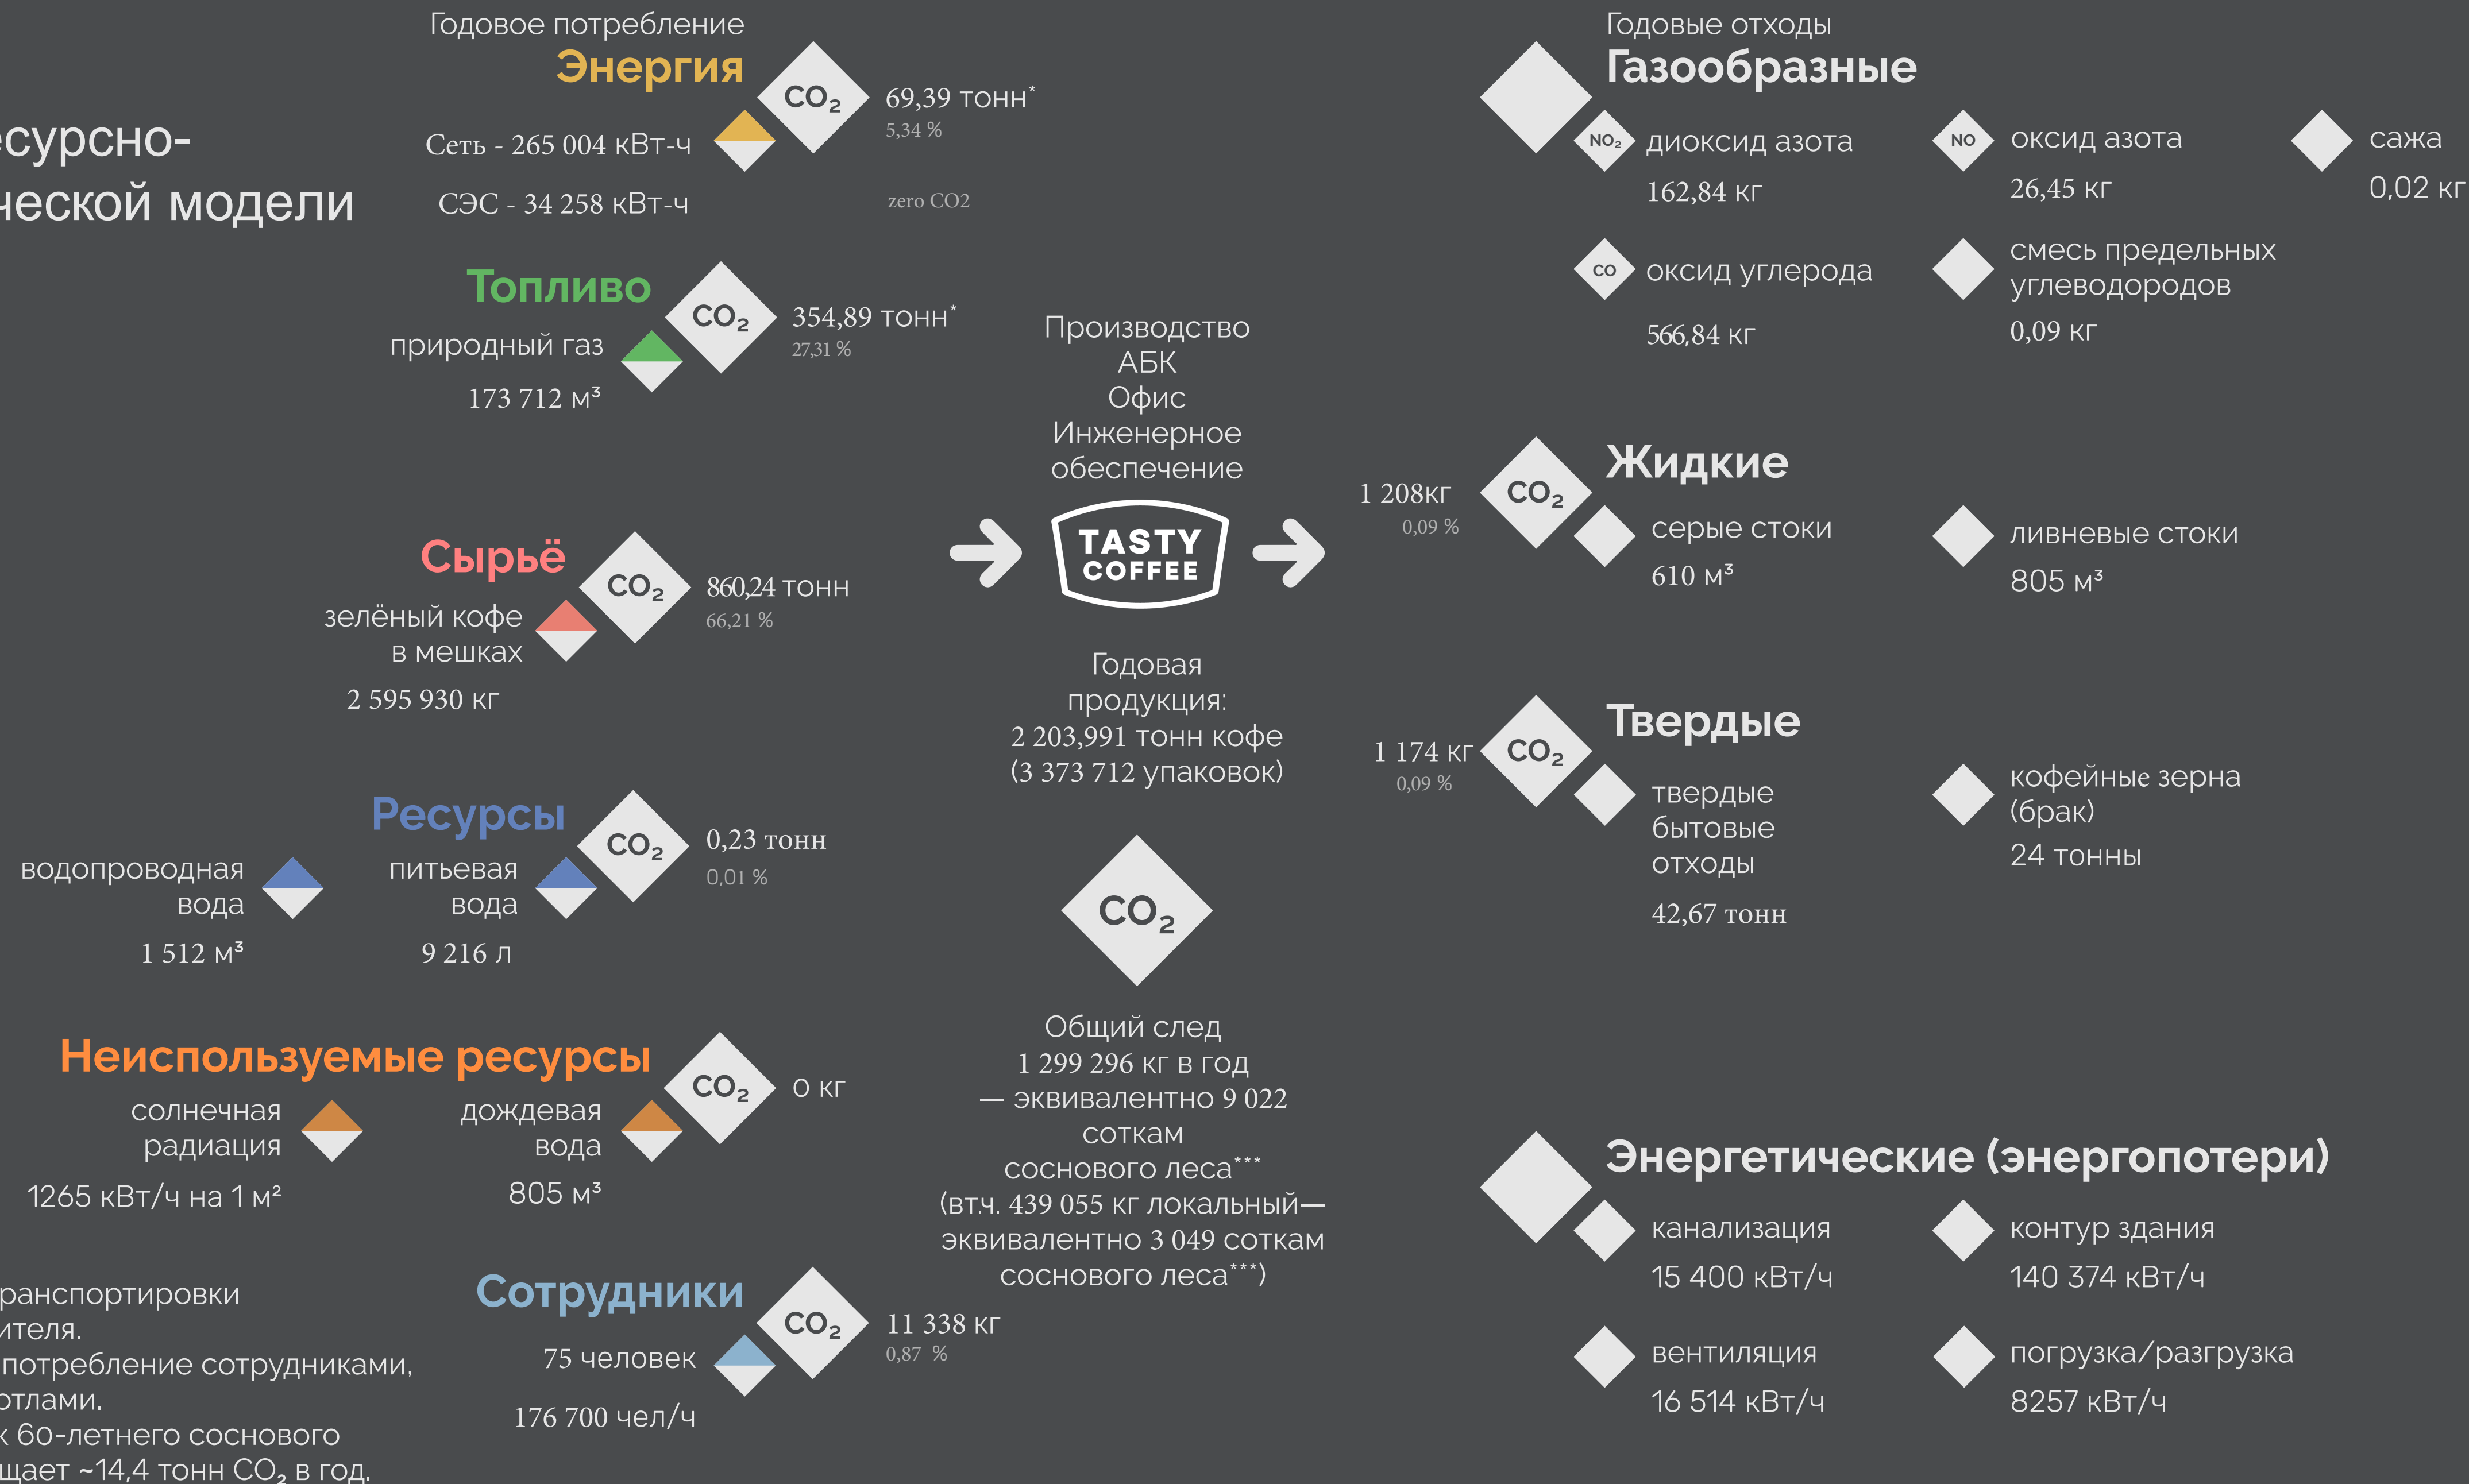 есурсно-
ческой модели
Годовое потребление
Энергия
CO₂
69,39 тонн*
5,34 %
Сеть - 265 004 кВт-ч
СЭС - 34 258 кВт-ч
zero CO2
Топливо
CO₂
354,89 тонн*
27,31 %
природный газ
173 712 м³
Сырьё
CO₂
860,24 тонн
66,21 %
зелёный кофе
в мешках
2 595 930 кг
Ресурсы
CO₂
0,23 тонн
0,01 %
водопроводная
вода
1 512 м³
питьевая
вода
9 216 л
Неиспользуемые ресурсы
CO₂
0 кг
солнечная
радиация
1265 кВт/ч на 1 м²
дождевая
вода
805 м³
Сотрудники
CO₂
11 338 кг
0,87 %
75 человек
176 700 чел/ч
ранспортировки
ителя.
потребление сотрудниками,
отлами.
к 60-летнего соснового
щает ~14,4 тонн CO₂ в год.
Производство
АБК
Офис
Инженерное
обеспечение
TASTY
COFFEE
Годовая
продукция:
2 203,991 тонн кофе
(3 373 712 упаковок)
CO₂
Общий след
1 299 296 кг в год
— эквивалентно 9 022
соткам
соснового леса***
(вт.ч. 439 055 кг локальный—
эквивалентно 3 049 соткам
соснового леса***)
Годовые отходы
Газообразные
NO₂ диоксид азота
162,84 кг
NO оксид азота
26,45 кг
сажа
0,02 кг
CO оксид углерода
566,84 кг
смесь предельных
углеводородов
0,09 кг
Жидкие
1 208кг
0,09 %
CO₂
серые стоки
610 м³
ливневые стоки
805 м³
Твердые
1 174 кг
0,09 %
CO₂
твердые
бытовые
отходы
42,67 тонн
кофейные зерна
(брак)
24 тонны
Энергетические (энергопотери)
канализация
15 400 кВт/ч
контур здания
140 374 кВт/ч
вентиляция
16 514 кВт/ч
погрузка/разгрузка
8257 кВт/ч